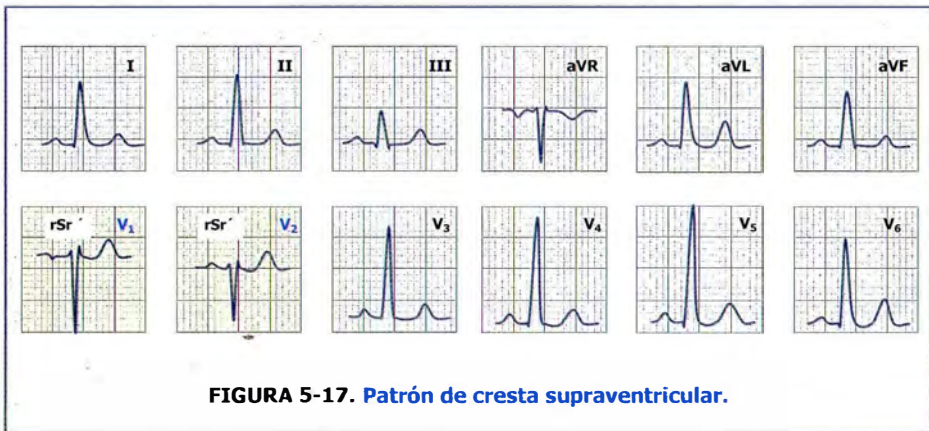 I II III aVR aVL aVF
rSr´ V1 rSr´ V2 V3 V4 V5 V6
FIGURA 5-17. Patrón de cresta supraventricular.